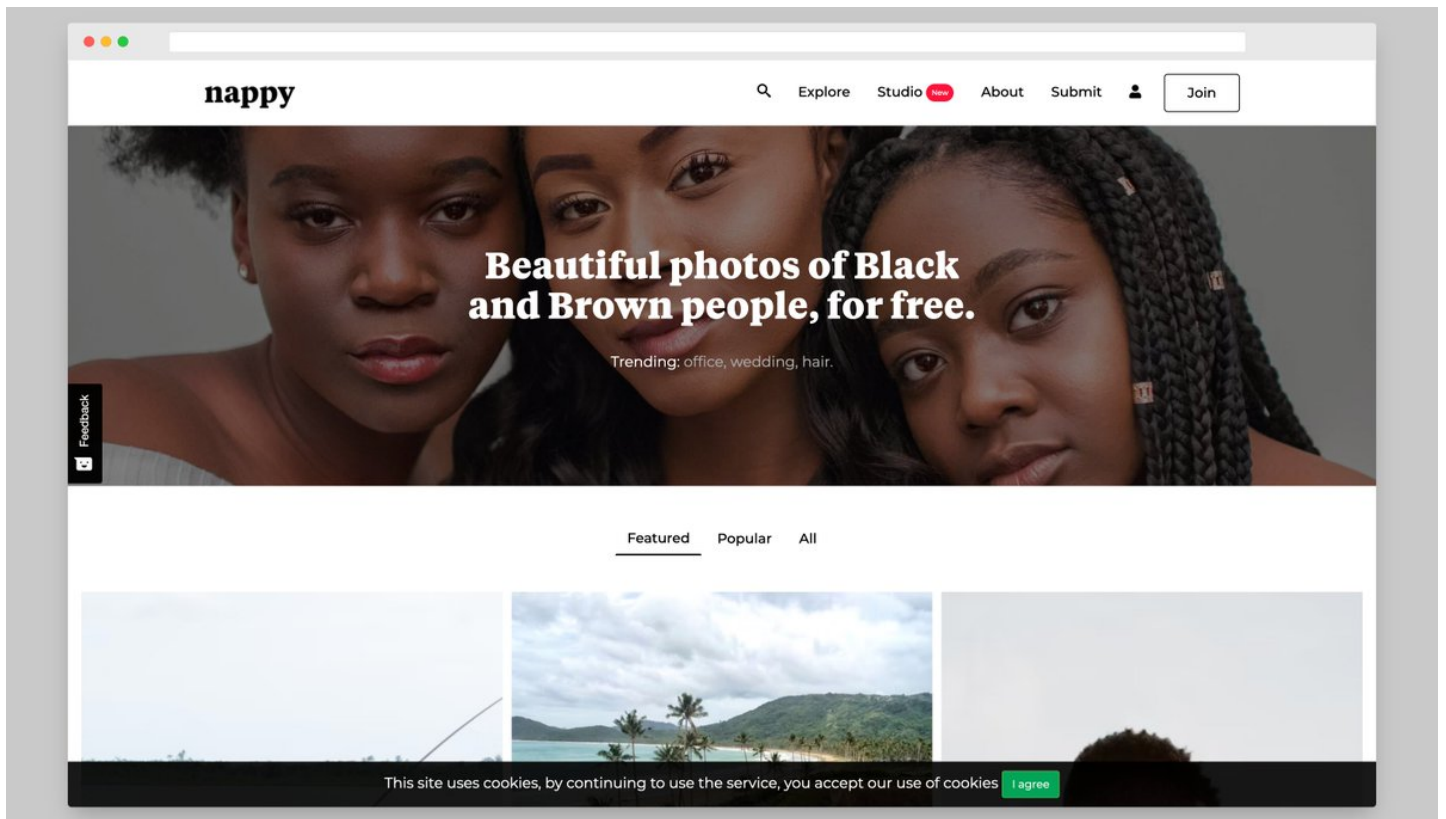 nappy
Explore
Studio New
About
Submit
Join
Beautiful photos of Black
and Brown people, for free.
Trending: office, wedding, hair.
Feedback
Featured
Popular
All
This site uses cookies, by continuing to use the service, you accept our use of cookies
I agree